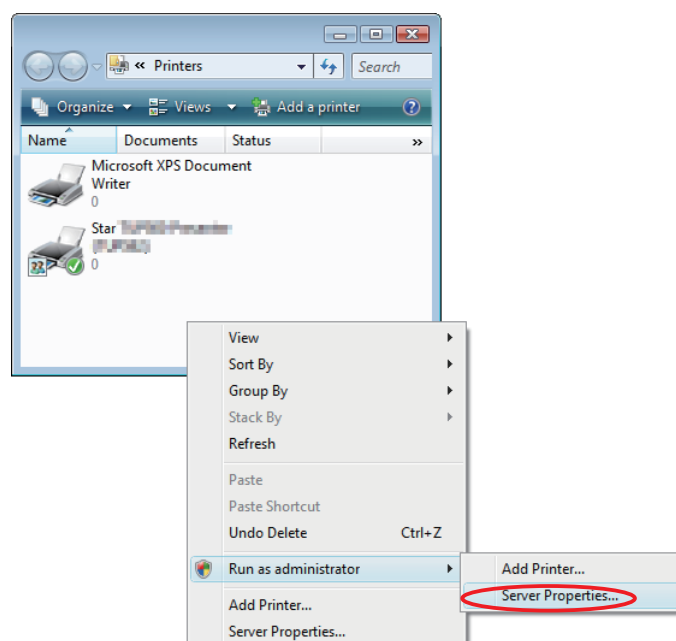 « Printers
Search
Organize Views Add a printer
Name Documents Status »
Microsoft XPS Document
Writer
0
Star
0
View
Sort By
Group By
Stack By
Refresh
Paste
Paste Shortcut
Undo Delete Ctrl+Z
Run as administrator
Add Printer...
Server Properties...
Add Printer...
Server Properties...